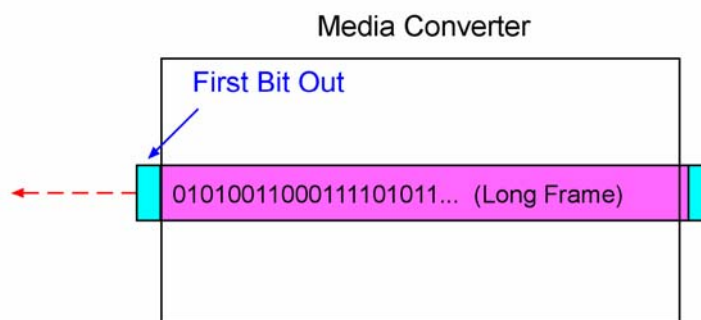 Media Converter
First Bit Out
01010011000111101011... (Long Frame)